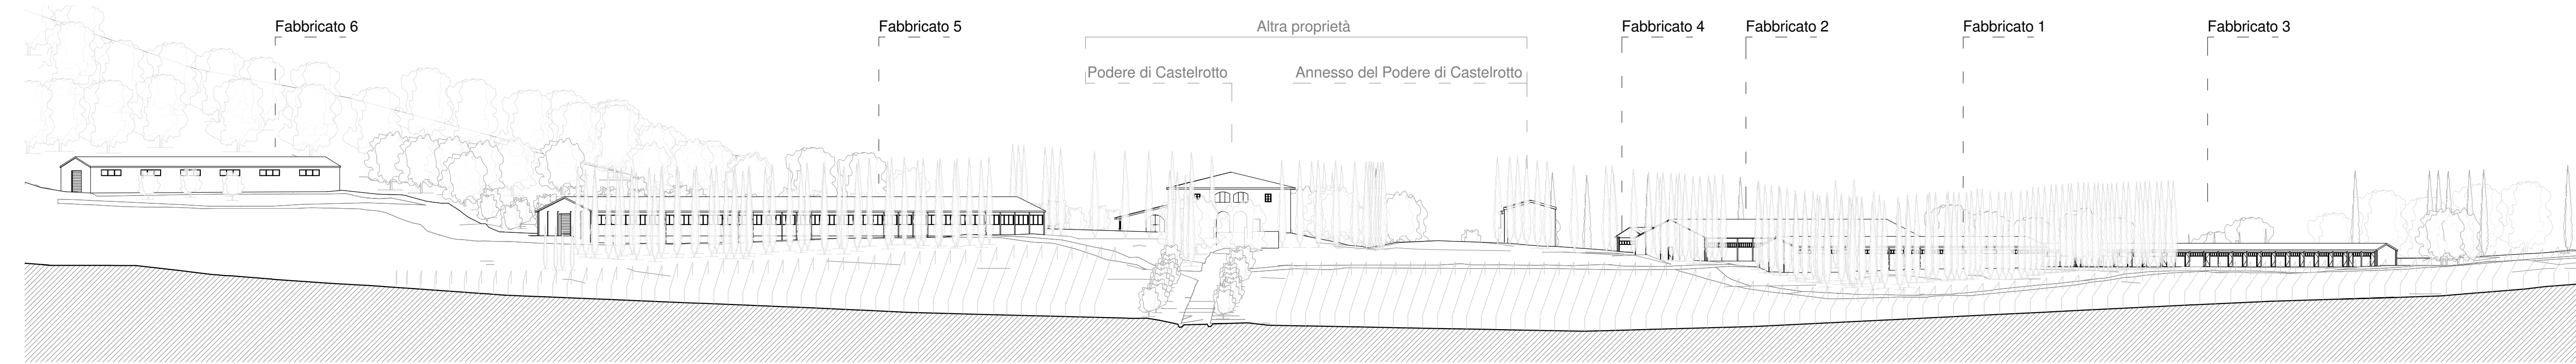 Fabbricato 6
Fabbricato 5
Altra proprietà
Fabbricato 4
Fabbricato 2
Fabbricato 1
Fabbricato 3
Podere di Castelrotto
Annesso del Podere di Castelrotto